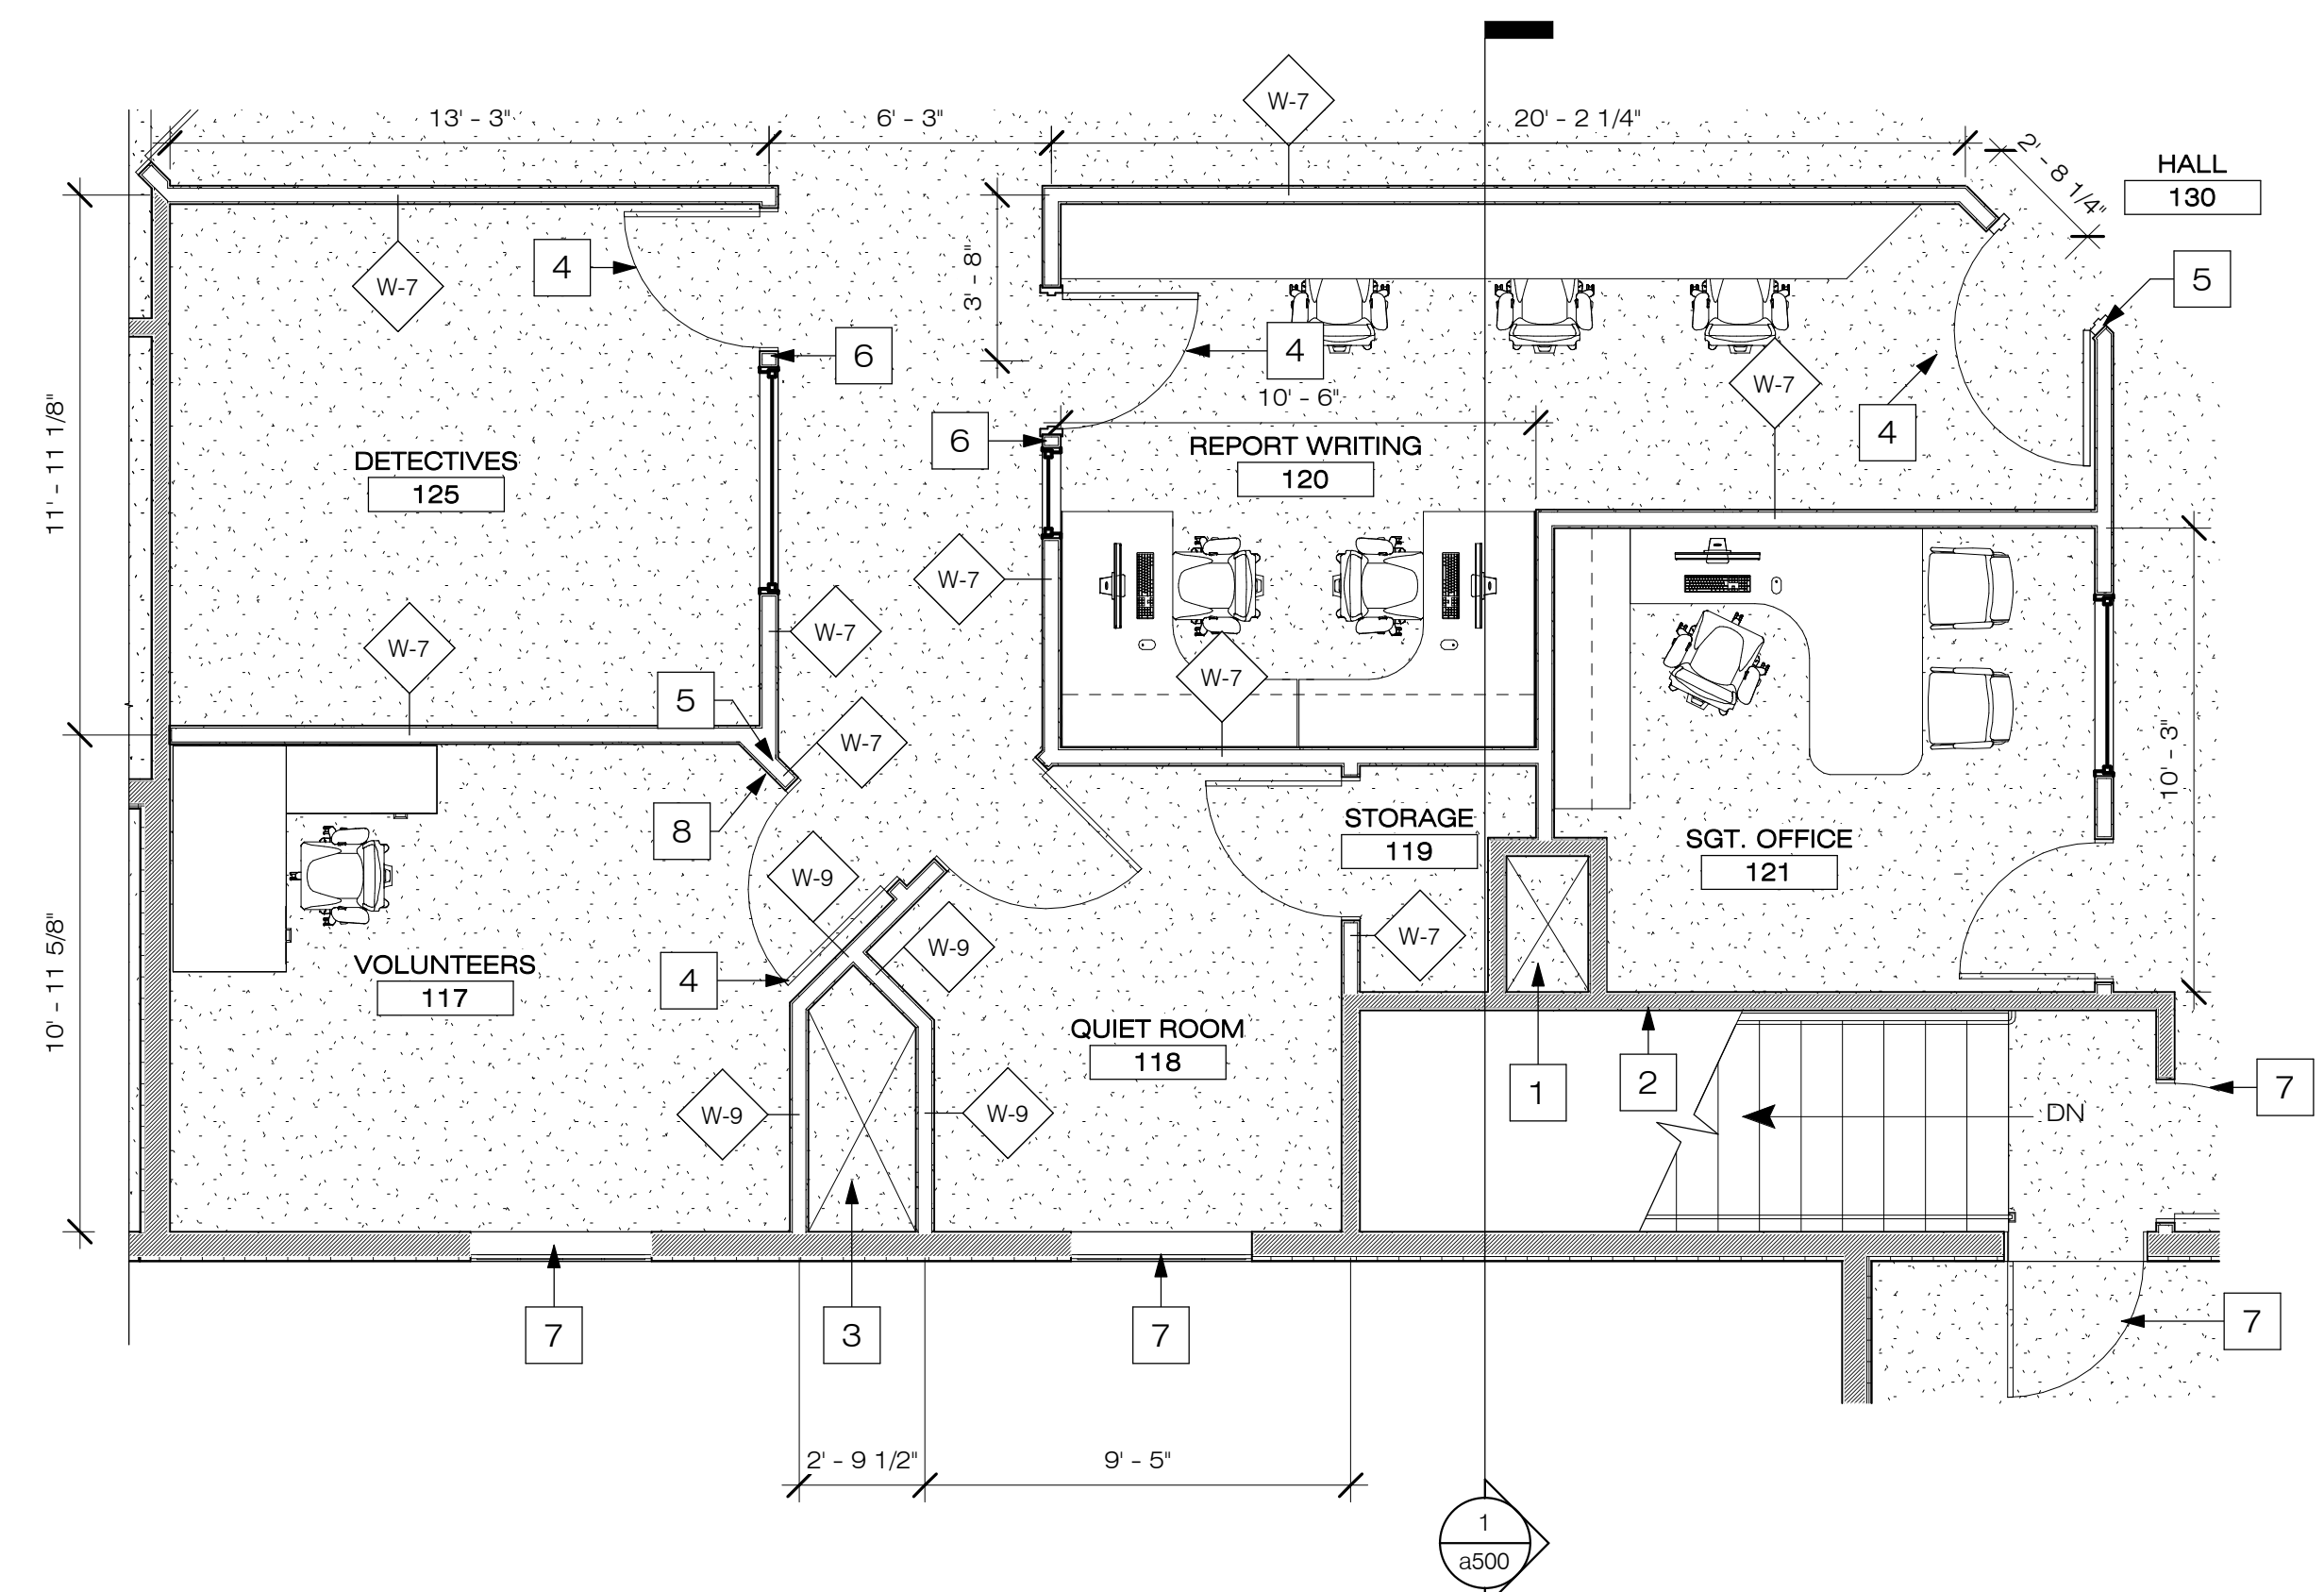 W-7
13' - 3"
6' - 3"
20' - 2 1/4"
2' - 8 1/4"
HALL
130
4
W-7
3' - 8"
5
6
4
W-7
10' - 6"
4
11' - 11 1/8"
6
DETECTIVES
125
REPORT WRITING
120
W-7
W-7
W-7
W-7
5
W-7
10' - 3"
8
STORAGE
119
SGT. OFFICE
121
W-9
W-9
W-7
10' - 11 5/8"
VOLUNTEERS
117
4
QUIET ROOM
118
1
2
7
W-9
W-9
DN
7
3
7
7
2' - 9 1/2"
9' - 5"
1
a500